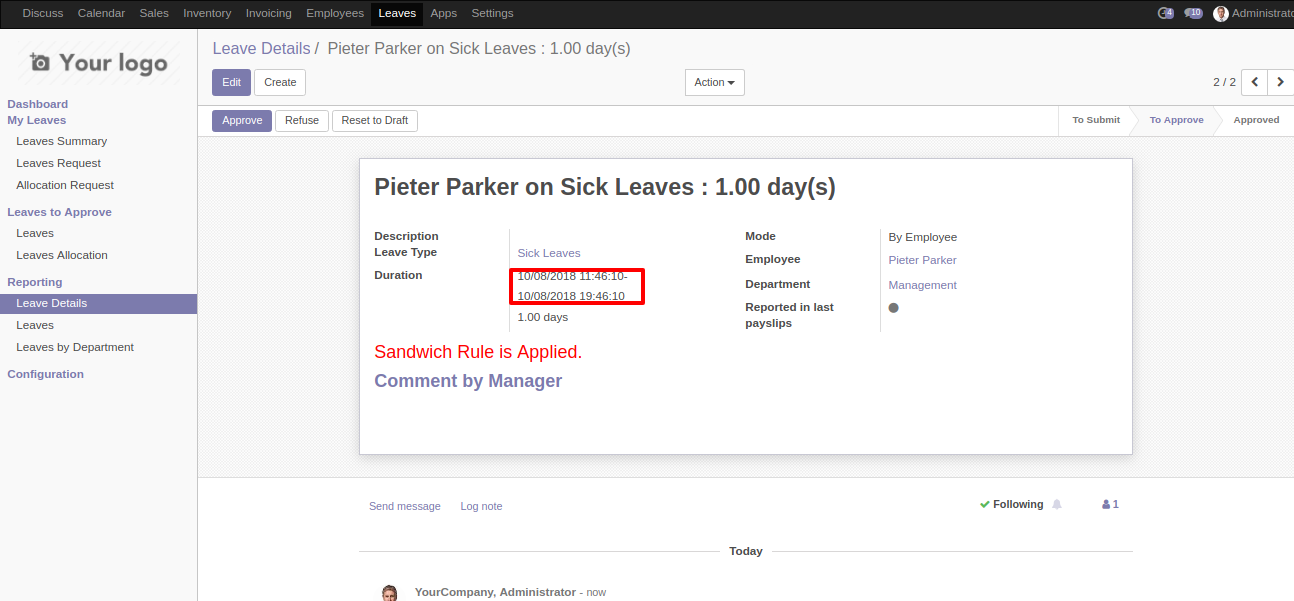 Discuss Calendar Sales Inventory Invoicing Employees Leaves Apps Settings 4 10 Administrato
Your logo
Dashboard
My Leaves
Leaves Summary
Leaves Request
Allocation Request
Leaves to Approve
Leaves
Leaves Allocation
Reporting
Leave Details
Leaves
Leaves by Department
Configuration
Leave Details / Pieter Parker on Sick Leaves : 1.00 day(s)
Edit Create Action 2 / 2
Approve Refuse Reset to Draft To Submit To Approve Approved
Pieter Parker on Sick Leaves : 1.00 day(s)
Description
Leave Type Sick Leaves
Duration 10/08/2018 11:46:10-
10/08/2018 19:46:10
1.00 days
Mode By Employee
Employee Pieter Parker
Department Management
Reported in last
payslips
Sandwich Rule is Applied.
Comment by Manager
Send message Log note Following 1
Today
YourCompany, Administrator - now